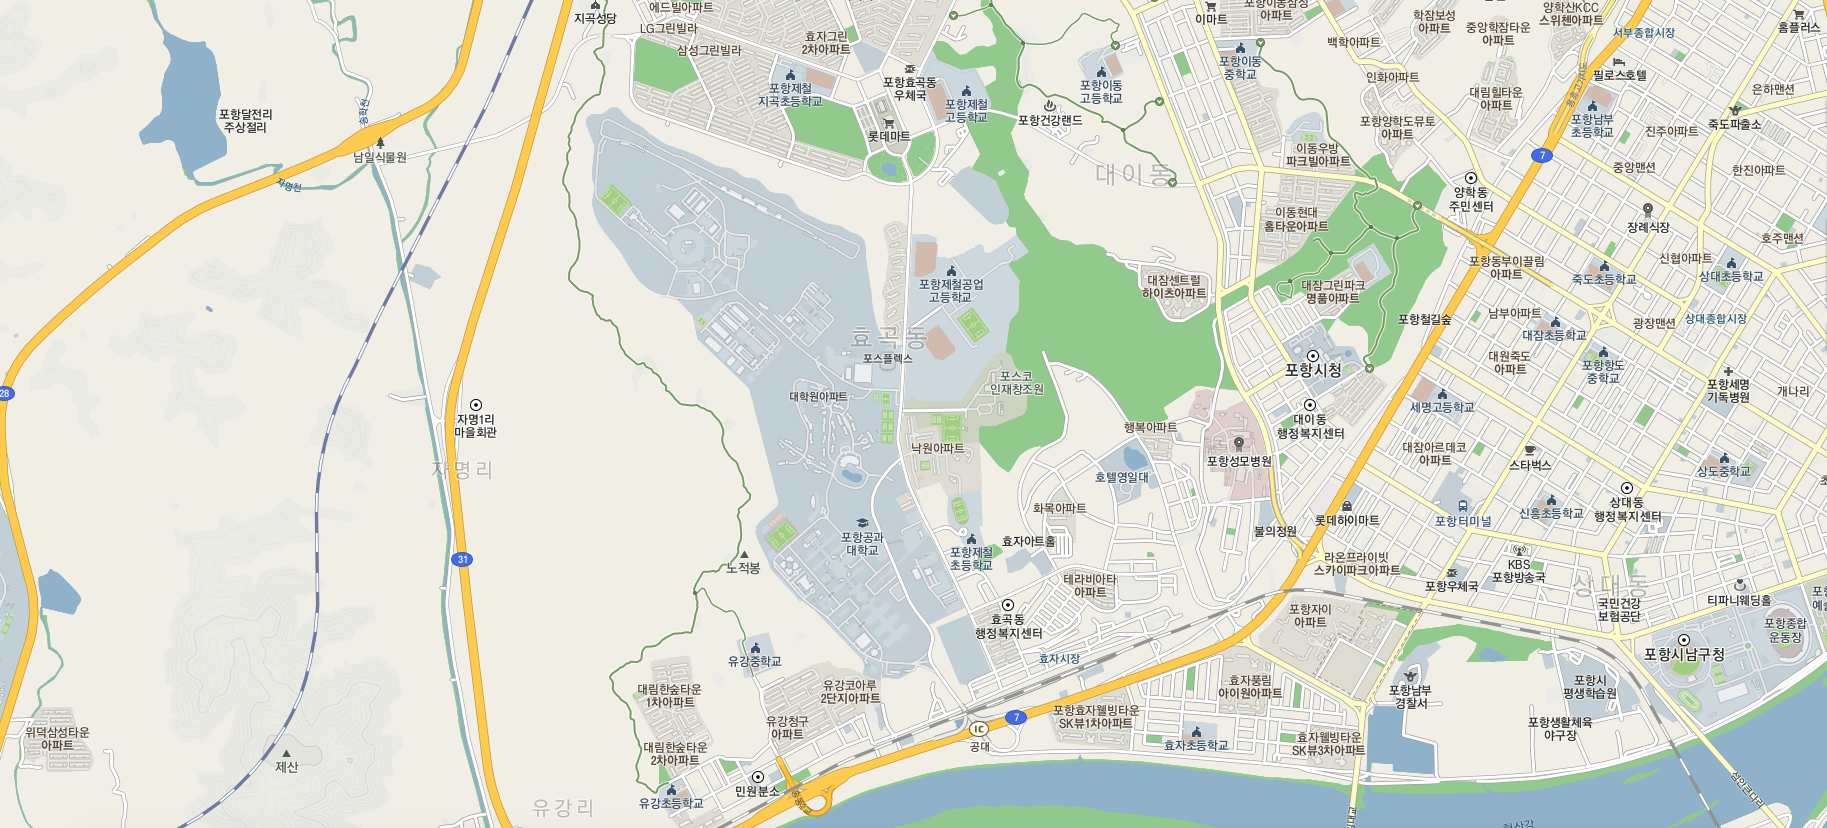 에드빌아파트
지곡성당
LG그린빌라
삼성그린빌라
효자그린
2차아파트
이마트
포항이동삼성
아파트
학잠보성
아파트
양학산KCC
스위첸아파트
중앙학잠타운
아파트
서부종합시장
홈플러스
백학아파트
포항이동
중학교
인화아파트
필로스호텔
은하맨션
포항제철
지곡초등학교
포항효곡동
우체국
포항제철
고등학교
포항이동
고등학교
포항건강랜드
대림힐타운
아파트
포항남부
초등학교
죽도파출소
포항달전리
주상절리
롯데마트
포항양학도뮤토
아파트
진주아파트
남일식물원
자명천
이동우방
파크빌아파트
7
중앙맨션
한진아파트
대이동
양학동
주민센터
이동현대
홈타운아파트
장례식장
호주맨션
포항동부이끌림
아파트
죽도초등학교
신협아파트
상대초등학교
포항제철공업
고등학교
대잠센트럴
하이츠아파트
대잠그린파크
명품아파트
포항철길숲
남부아파트
대잠초등학교
광장맨션
상대종합시장
효곡동
포스플렉스
포스코
인재창조원
포항시청
대원죽도
아파트
포항항도
중학교
포항세명
기독병원
개나리
28
대학원아파트
자명1리
마을회관
세명고등학교
대이동
행정복지센터
행복아파트
낙원아파트
대잠아르데코
아파트
스타벅스
상도중학교
자명리
포항성모병원
호텔영일대
화목아파트
롯데하이마트
포항터미널
신흥초등학교
상대동
행정복지센터
불의정원
포항공과
대학교
효자아트홀
포항제철
초등학교
31
노적봉
테라비아타
아파트
라온프라이빗
스카이파크아파트
KBS
포항방송국
포항우체국
상대동
국민건강
보험공단
티파니웨딩홀
포항자이
아파트
효곡동
행정복지센터
포항종합
운동장
유강중학교
효자시장
포항시남구청
대림한숲타운
1차아파트
유강코아루
2단지아파트
효자풍림
아이원아파트
포항남부
경찰서
포항시
평생학습원
위덕삼성타운
아파트
유강청구
아파트
7
포항효자웰빙타운
SK뷰1차아파트
포항생활체육
야구장
IC
공대
효자초등학교
효자웰빙타운
SK뷰3차아파트
제산
대림한숲타운
2차아파트
민원분소
유강초등학교
유강리
섬안큰다리
형산강